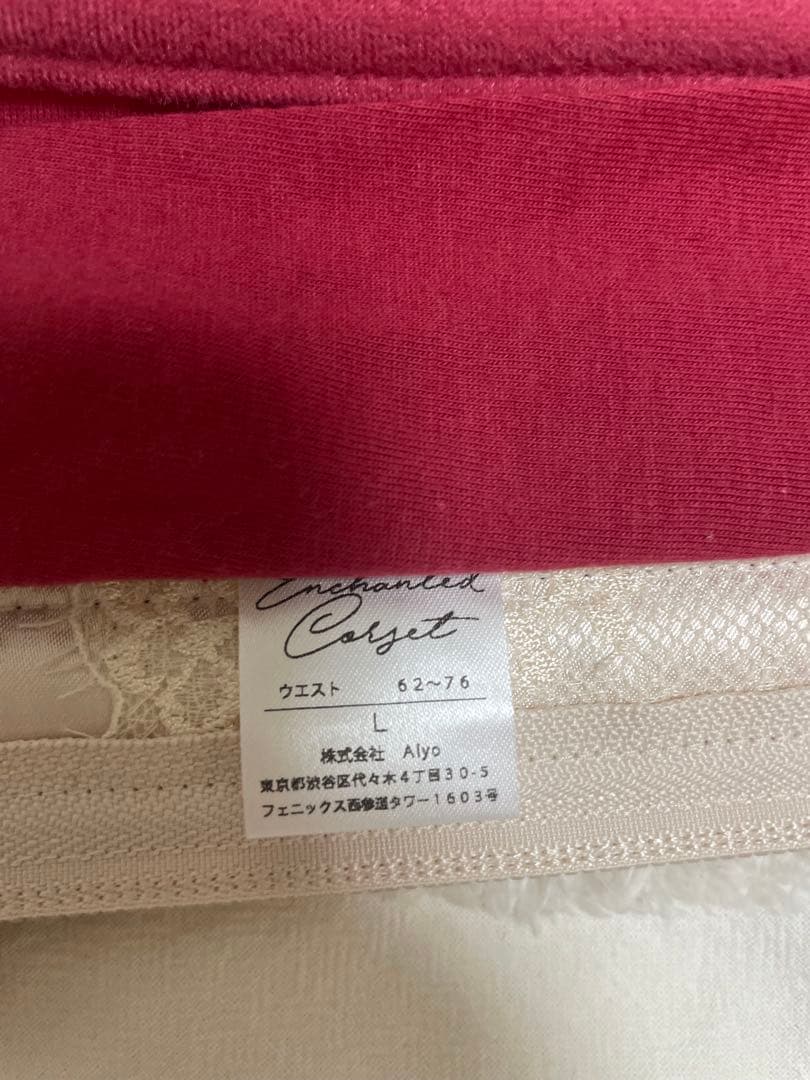 Enchanted
Corset
ウエスト 62〜76
L
株式会社 Alyo
東京都渋谷区代々木4丁目30-5
フェニックス西参道タワー1603号